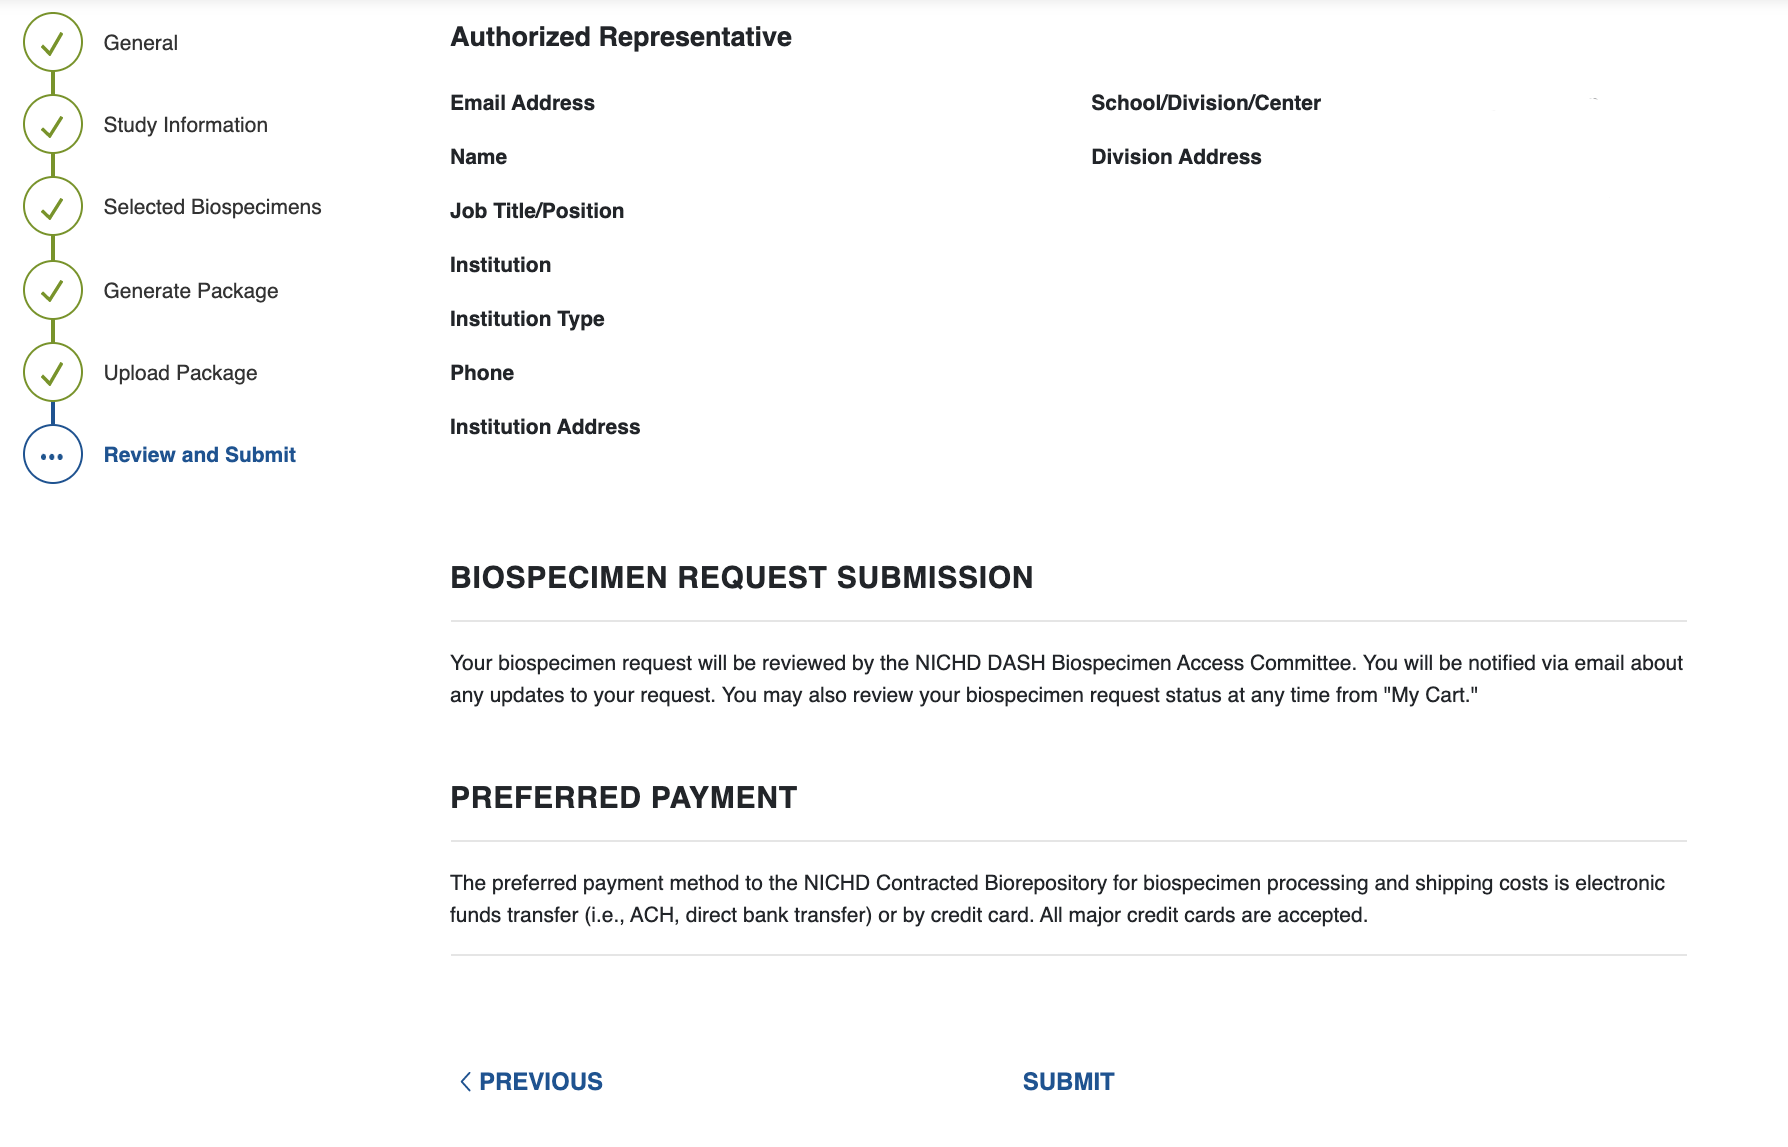 General
Study Information
Selected Biospecimens
Generate Package
Upload Package
Review and Submit
Authorized Representative
Email Address
Name
Job Title/Position
Institution
Institution Type
Phone
Institution Address
School/Division/Center
Division Address
BIOSPECIMEN REQUEST SUBMISSION
Your biospecimen request will be reviewed by the NICHD DASH Biospecimen Access Committee. You will be notified via email about
any updates to your request. You may also review your biospecimen request status at any time from "My Cart."
PREFERRED PAYMENT
The preferred payment method to the NICHD Contracted Biorepository for biospecimen processing and shipping costs is electronic
funds transfer (i.e., ACH, direct bank transfer) or by credit card. All major credit cards are accepted.
PREVIOUS
SUBMIT